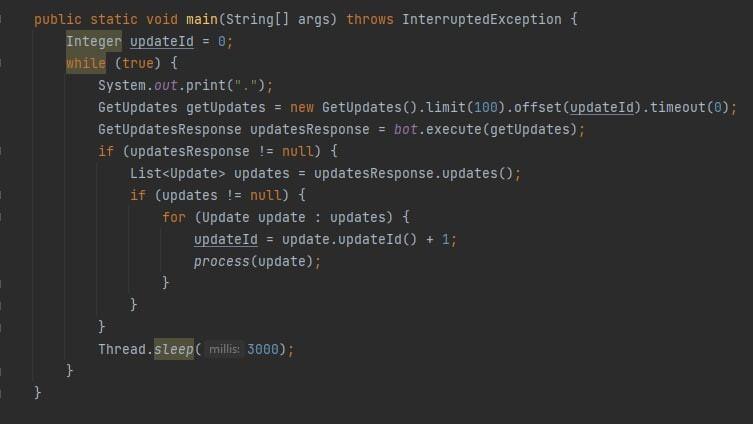 public static void main(String[] args) throws InterruptedException {
Integer updateId = 0;
while (true) {
System.out.print(".");
GetUpdates getUpdates = new GetUpdates().limit(100).offset(updateId).timeout(0);
GetUpdatesResponse updatesResponse = bot.execute(getUpdates);
if (updatesResponse != null) {
List<Update> updates = updatesResponse.updates();
if (updates != null) {
for (Update update : updates) {
updateId = update.updateId() + 1;
process(update);
}
}
}
Thread.sleep( millis: 3000);
}
}